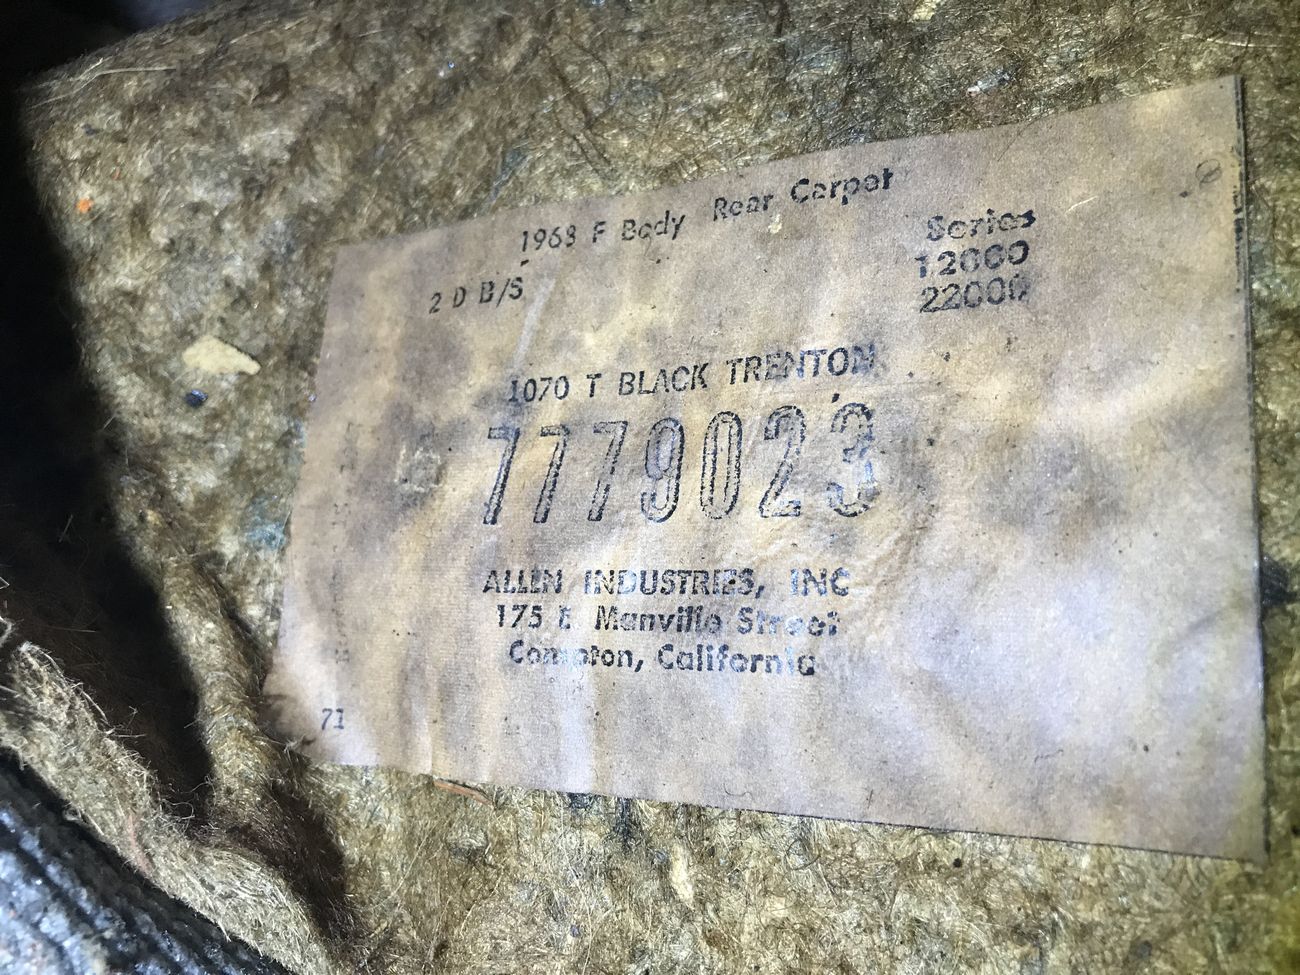 1968 F Body Rear Carpet
2 D B/S
Series
12000
22000
1070 T BLACK TRENTON
7779023
ALLEN INDUSTRIES, INC
175 E Manville Street
Compton, California
71